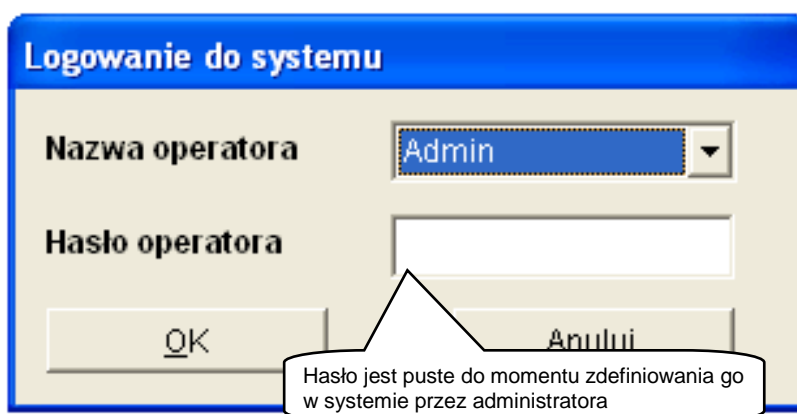 Logowanie do systemu
Nazwa operatora Admin
Hasło operatora
OK Anuluj
Hasło jest puste do momentu zdefiniowania go
w systemie przez administratora